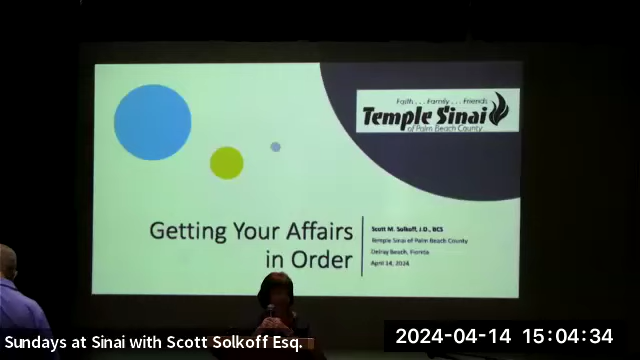 Faith . . . Family . . . Friends
Temple Sinai
of Palm Beach County
Getting Your Affairs
in Order
Scott M. Solkoff, J.D., BCS
Temple Sinai of Palm Beach County
Delray Beach, Florida
April 14, 2024
Sundays at Sinai with Scott Solkoff Esq.
2024-04-14 15:04:34